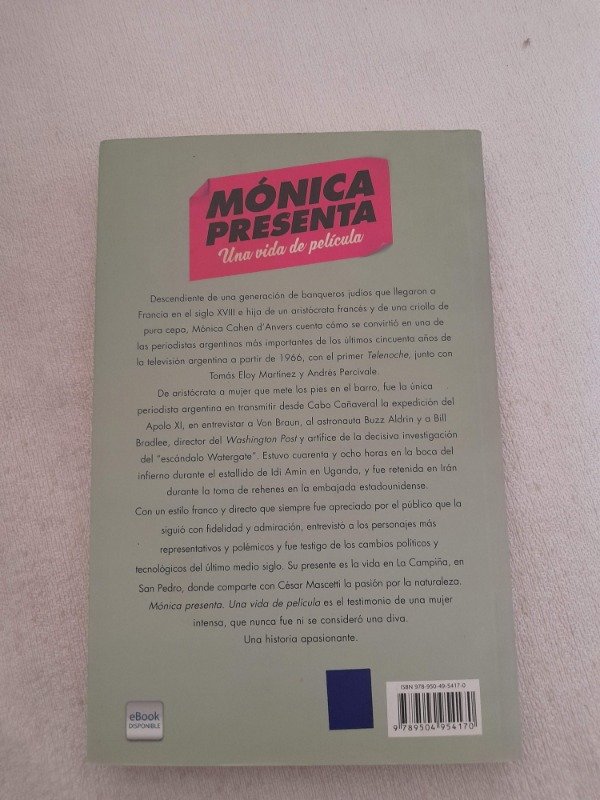 MÓNICA
PRESENTA
Una vida de película
Descendiente de una generación de banqueros judíos que llegaron a
Francia en el siglo XVIII e hija de un aristócrata francés y de una criolla de
pura cepa, Mónica Cahen d'Anvers cuenta cómo se convirtió en una de
las periodistas argentinas más importantes de los últimos cincuenta años de
la televisión argentina a partir de 1966, con el primer Telenoche, junto con
Tomás Eloy Martínez y Andrés Percivale.
De aristócrata a mujer que mete los pies en el barro, fue la única
periodista argentina en transmitir desde Cabo Cañaveral la expedición del
Apolo XI, en entrevistar a Von Braun, al astronauta Buzz Aldrin y a Bill
Bradlee, director del Washington Post y artífice de la decisiva investigación
del "escándalo Watergate". Estuvo cuarenta y ocho horas en la boca del
infierno durante el estallido de Idi Amin en Uganda, y fue retenida en Irán
durante la toma de rehenes en la embajada estadounidense.
Con un estilo franco y directo que siempre fue apreciado por el público que la
siguió con fidelidad y admiración, entrevistó a los personajes más
representativos y polémicos y fue testigo de los cambios políticos y
tecnológicos del último medio siglo. Su presente es la vida en La Campiña, en
San Pedro, donde comparte con César Mascetti la pasión por la naturaleza.
Mónica presenta. Una vida de película es el testimonio de una mujer
intensa, que nunca fue ni se consideró una diva.
Una historia apasionante.
eBook
DISPONIBLE
ISBN 978-950-49-5417-0
9 789504 954170